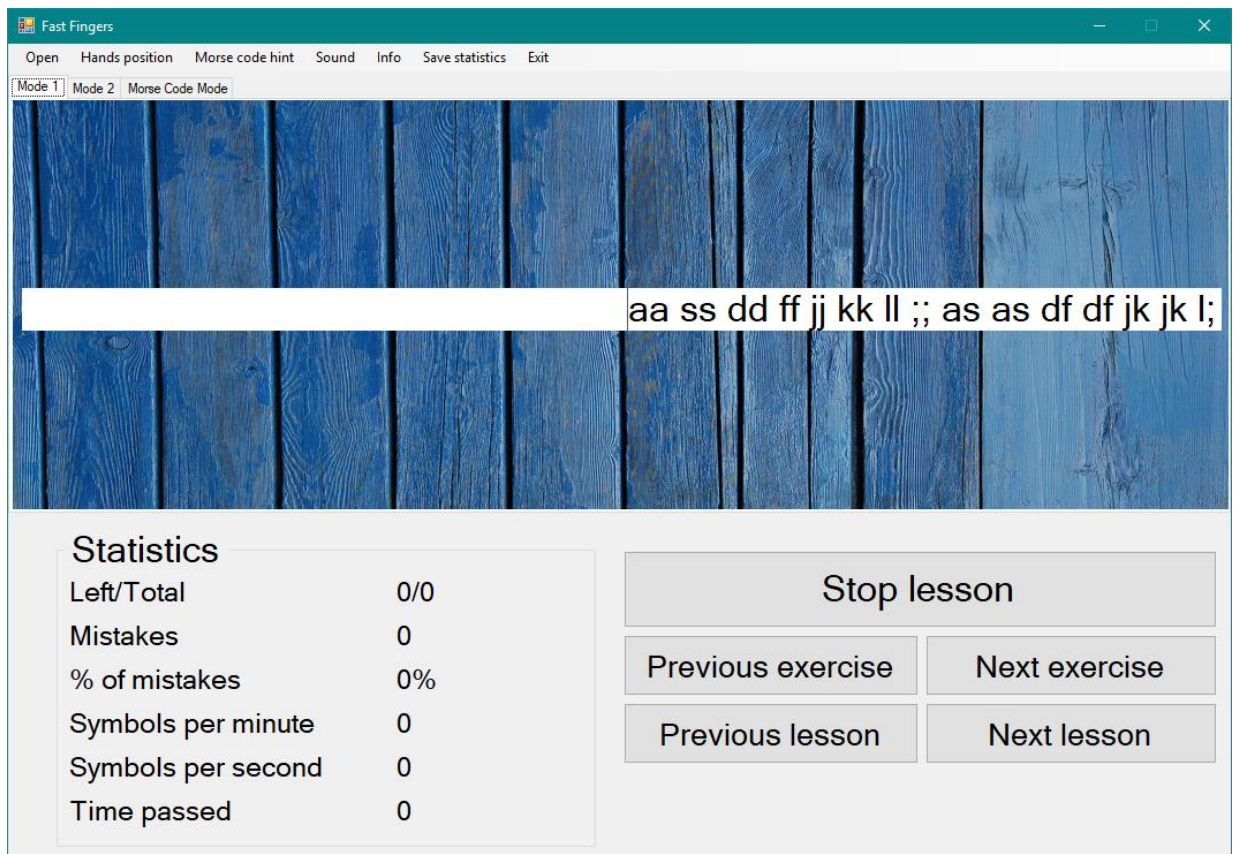 Fast Fingers
Open Hands position Morse code hint Sound Info Save statistics Exit
Mode 1 Mode 2 Morse Code Mode
aa ss dd ff jj kk ll ;; as as df df jk jk l;
Statistics
Left/Total 0/0
Mistakes 0
% of mistakes 0%
Symbols per minute 0
Symbols per second 0
Time passed 0
Stop lesson
Previous exercise Next exercise
Previous lesson Next lesson